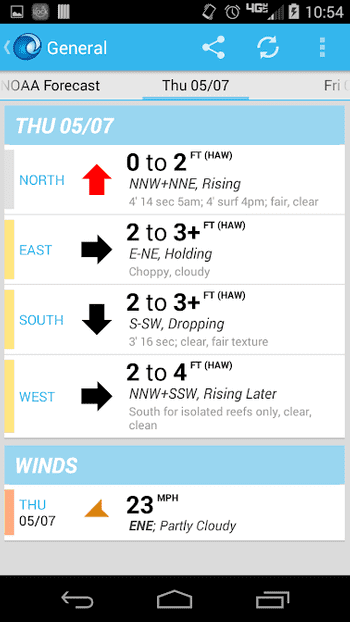 4G LTE 10:54
General
NOAA Forecast Thu 05/07 Fri
THU 05/07
NORTH
0 to 2 FT (HAW)
NNW+NNE, Rising
4' 14 sec 5am; 4' surf 4pm; fair, clear
EAST
2 to 3+ FT (HAW)
E-NE, Holding
Choppy, cloudy
SOUTH
2 to 3+ FT (HAW)
S-SW, Dropping
3' 16 sec; clear, fair texture
WEST
2 to 4 FT (HAW)
NNW+SSW, Rising Later
South for isolated reefs only, clear,
clean
WINDS
THU
05/07
23 MPH
ENE; Partly Cloudy